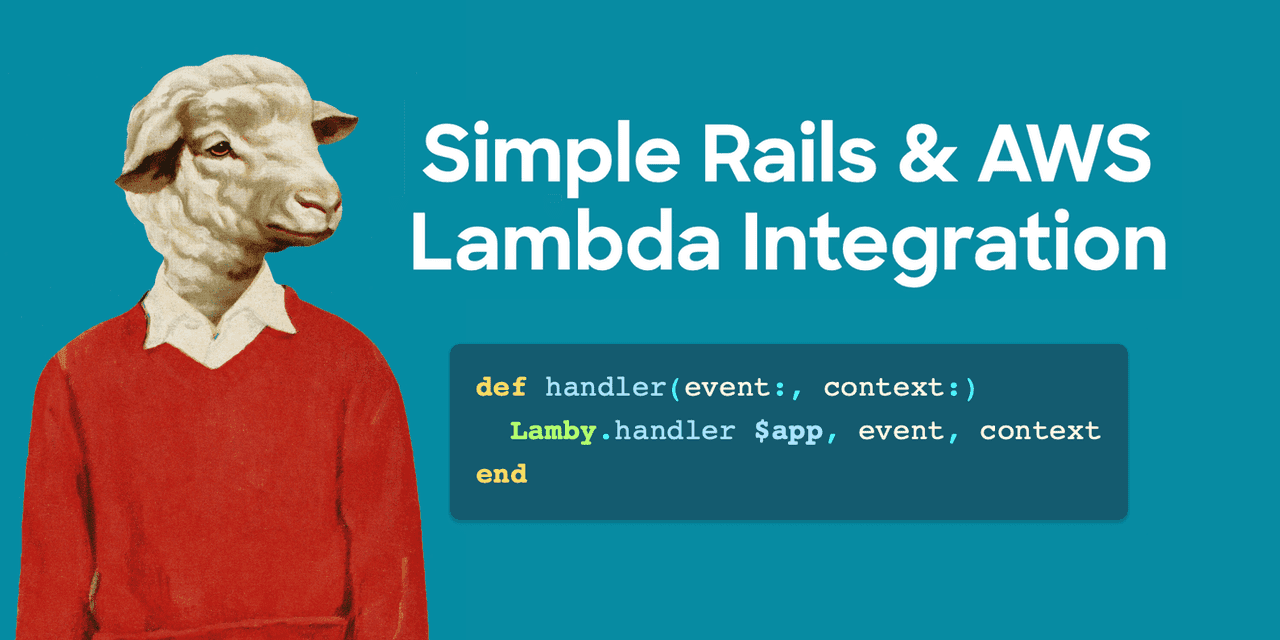 Simple Rails & AWS
Lambda Integration
def handler(event:, context:)
  Lamby.handler $app, event, context
end